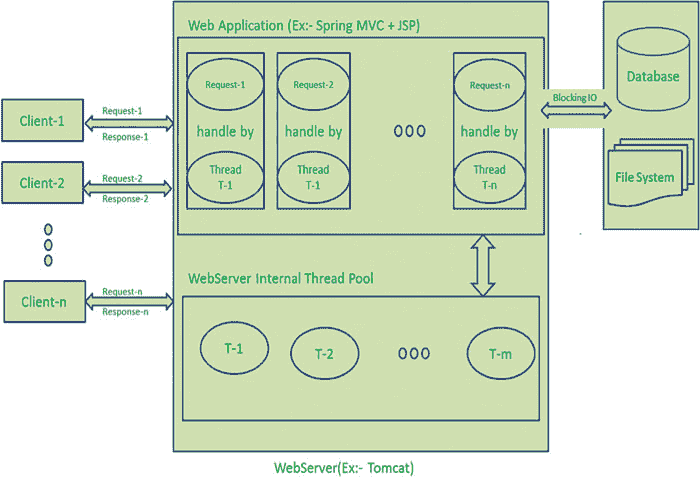 Web Application (Ex:- Spring MVC + JSP)
Request-1
Request-2
Request-n
handle by
handle by
handle by
Thread
T-1
Thread
T-1
Thread
T-n
Client-1
Request-1
Response-1
Client-2
Request-2
Response-2
Client-n
Request-n
Response-n
Blocking IO
Database
File System
WebServer Internal Thread Pool
T-1
T-2
T-m
WebServer(Ex:- Tomcat)